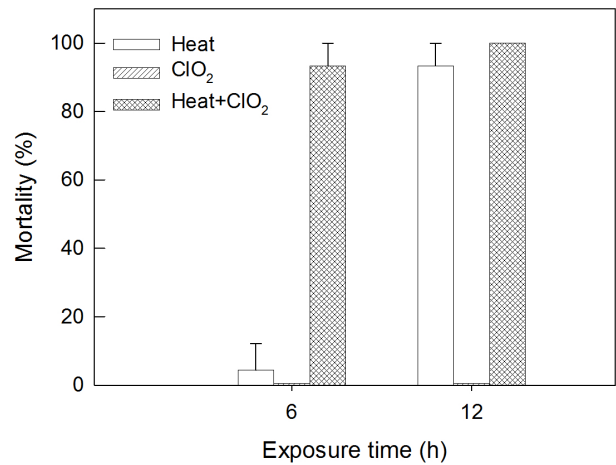 100
80
60
40
20
0
Mortality (%)
Heat
ClO₂
Heat+ClO₂
6 12
Exposure time (h)